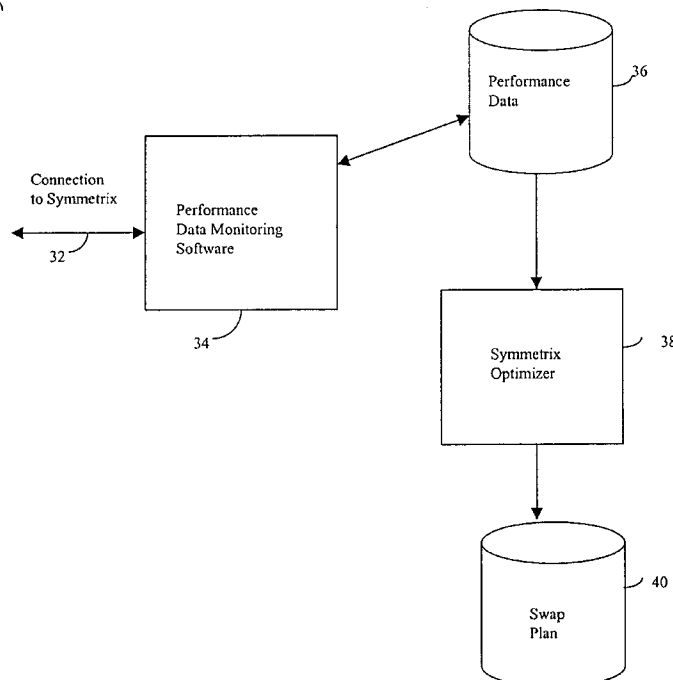 Performance
Data
36
Connection
to Symmetrix
32
Performance
Data Monitoring
Software
34
Symmetrix
Optimizer
38
Swap
Plan
40